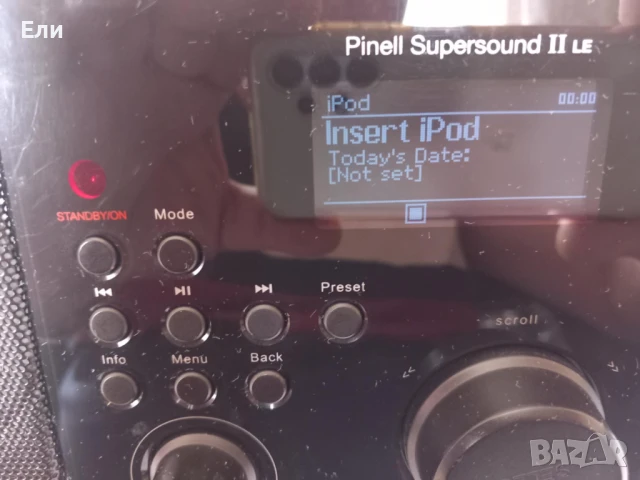 Ели
Pinell Supersound II LE
iPod 00:00
Insert iPod
Today's Date:
[Not set]
STANDBY/ON Mode
Preset
scroll
Info Menu Back
BAZAR